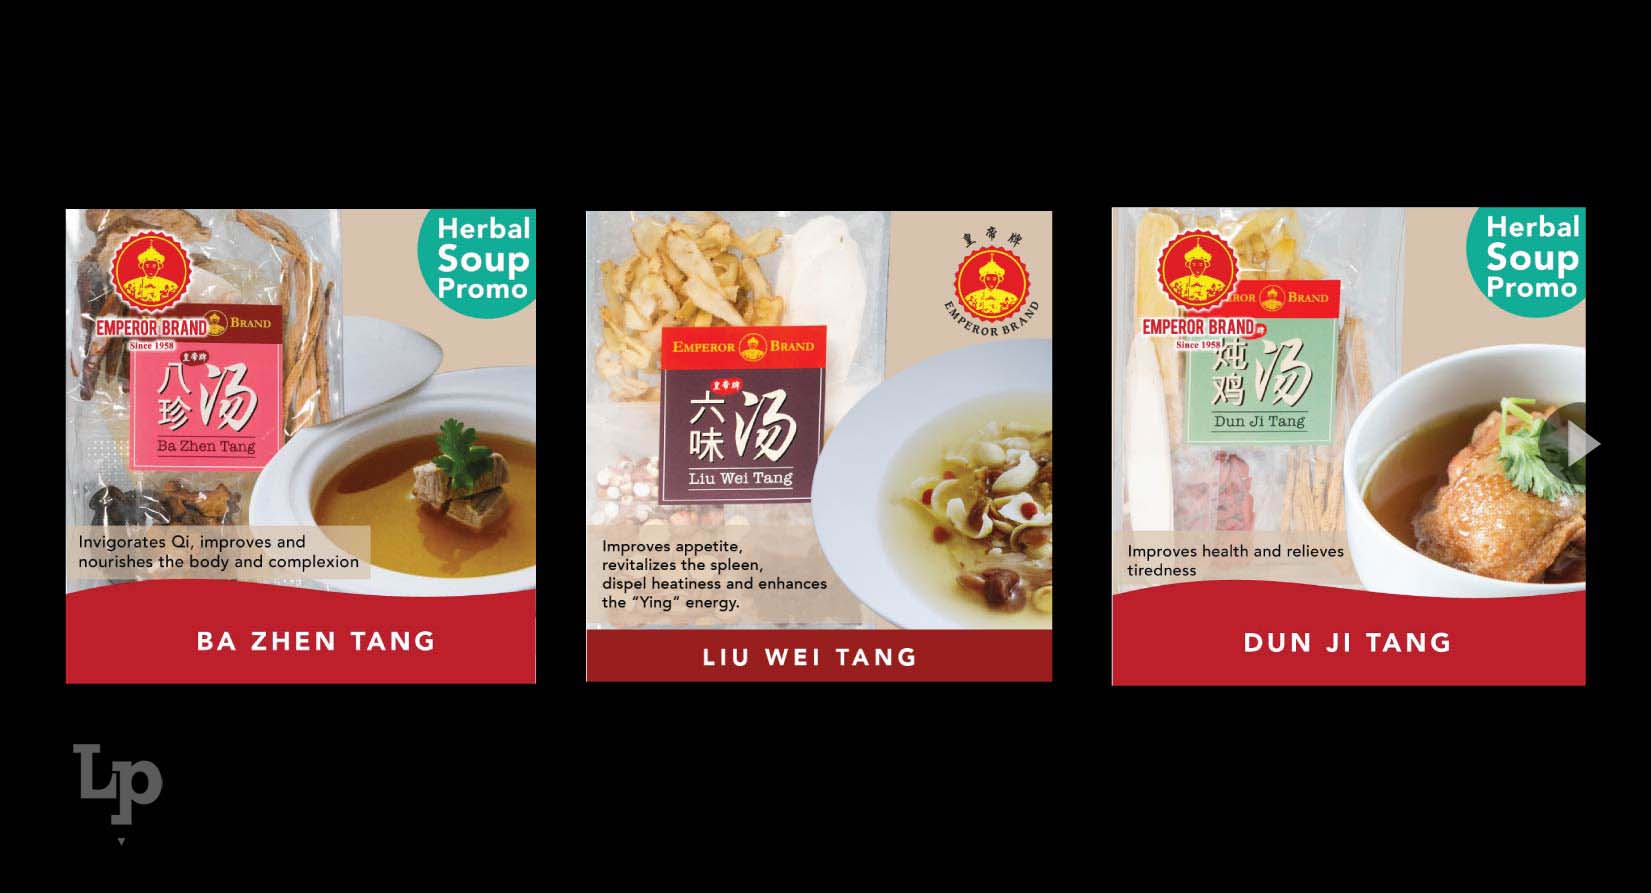 Herbal
Soup
Promo
EMPEROR BRAND
Since 1958
BRAND
皇帝牌
八珍
汤
Ba Zhen Tang
Invigorates Qi, improves and
nourishes the body and complexion
BA ZHEN TANG
皇帝牌
EMPEROR BRAND
EMPEROR BRAND
皇帝牌
六味
汤
Liu Wei Tang
Improves appetite,
revitalizes the spleen,
dispel heatiness and enhances
the “Ying” energy.
LIU WEI TANG
Herbal
Soup
Promo
EMPEROR BRAND
Since 1958
ROR BRAND
牌
炖鸡
汤
Dun Ji Tang
Improves health and relieves
tiredness
DUN JI TANG
Lp